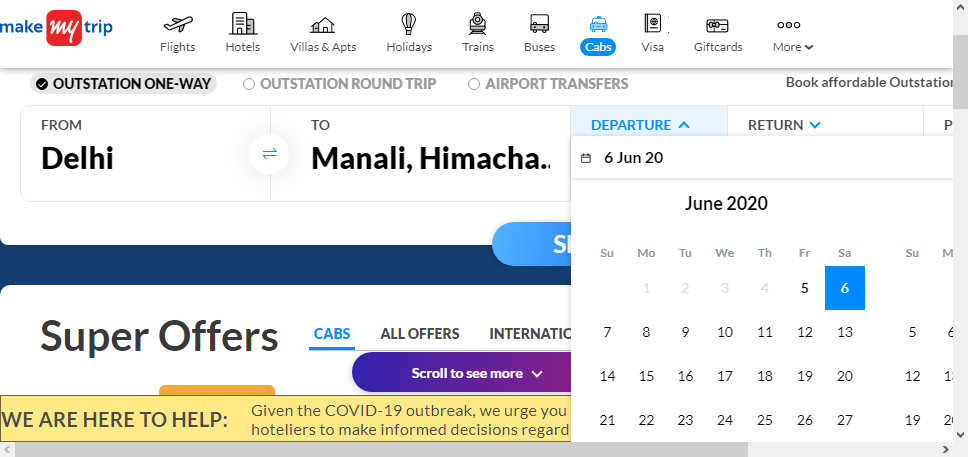 make my trip
Flights Hotels Villas & Apts Holidays Trains Buses Cabs Visa Giftcards More
OUTSTATION ONE-WAY OUTSTATION ROUND TRIP AIRPORT TRANSFERS Book affordable Outstation
FROM TO DEPARTURE RETURN P
Delhi Manali, Himacha..
6 Jun 20
June 2020
Su Mo Tu We Th Fr Sa Su M
1 2 3 4 5 6
7 8 9 10 11 12 13 5 6
14 15 16 17 18 19 20 12 13
21 22 23 24 25 26 27 19 20
Super Offers CABS ALL OFFERS INTERNATIO
Scroll to see more
WE ARE HERE TO HELP: Given the COVID-19 outbreak, we urge you
hoteliers to make informed decisions regard